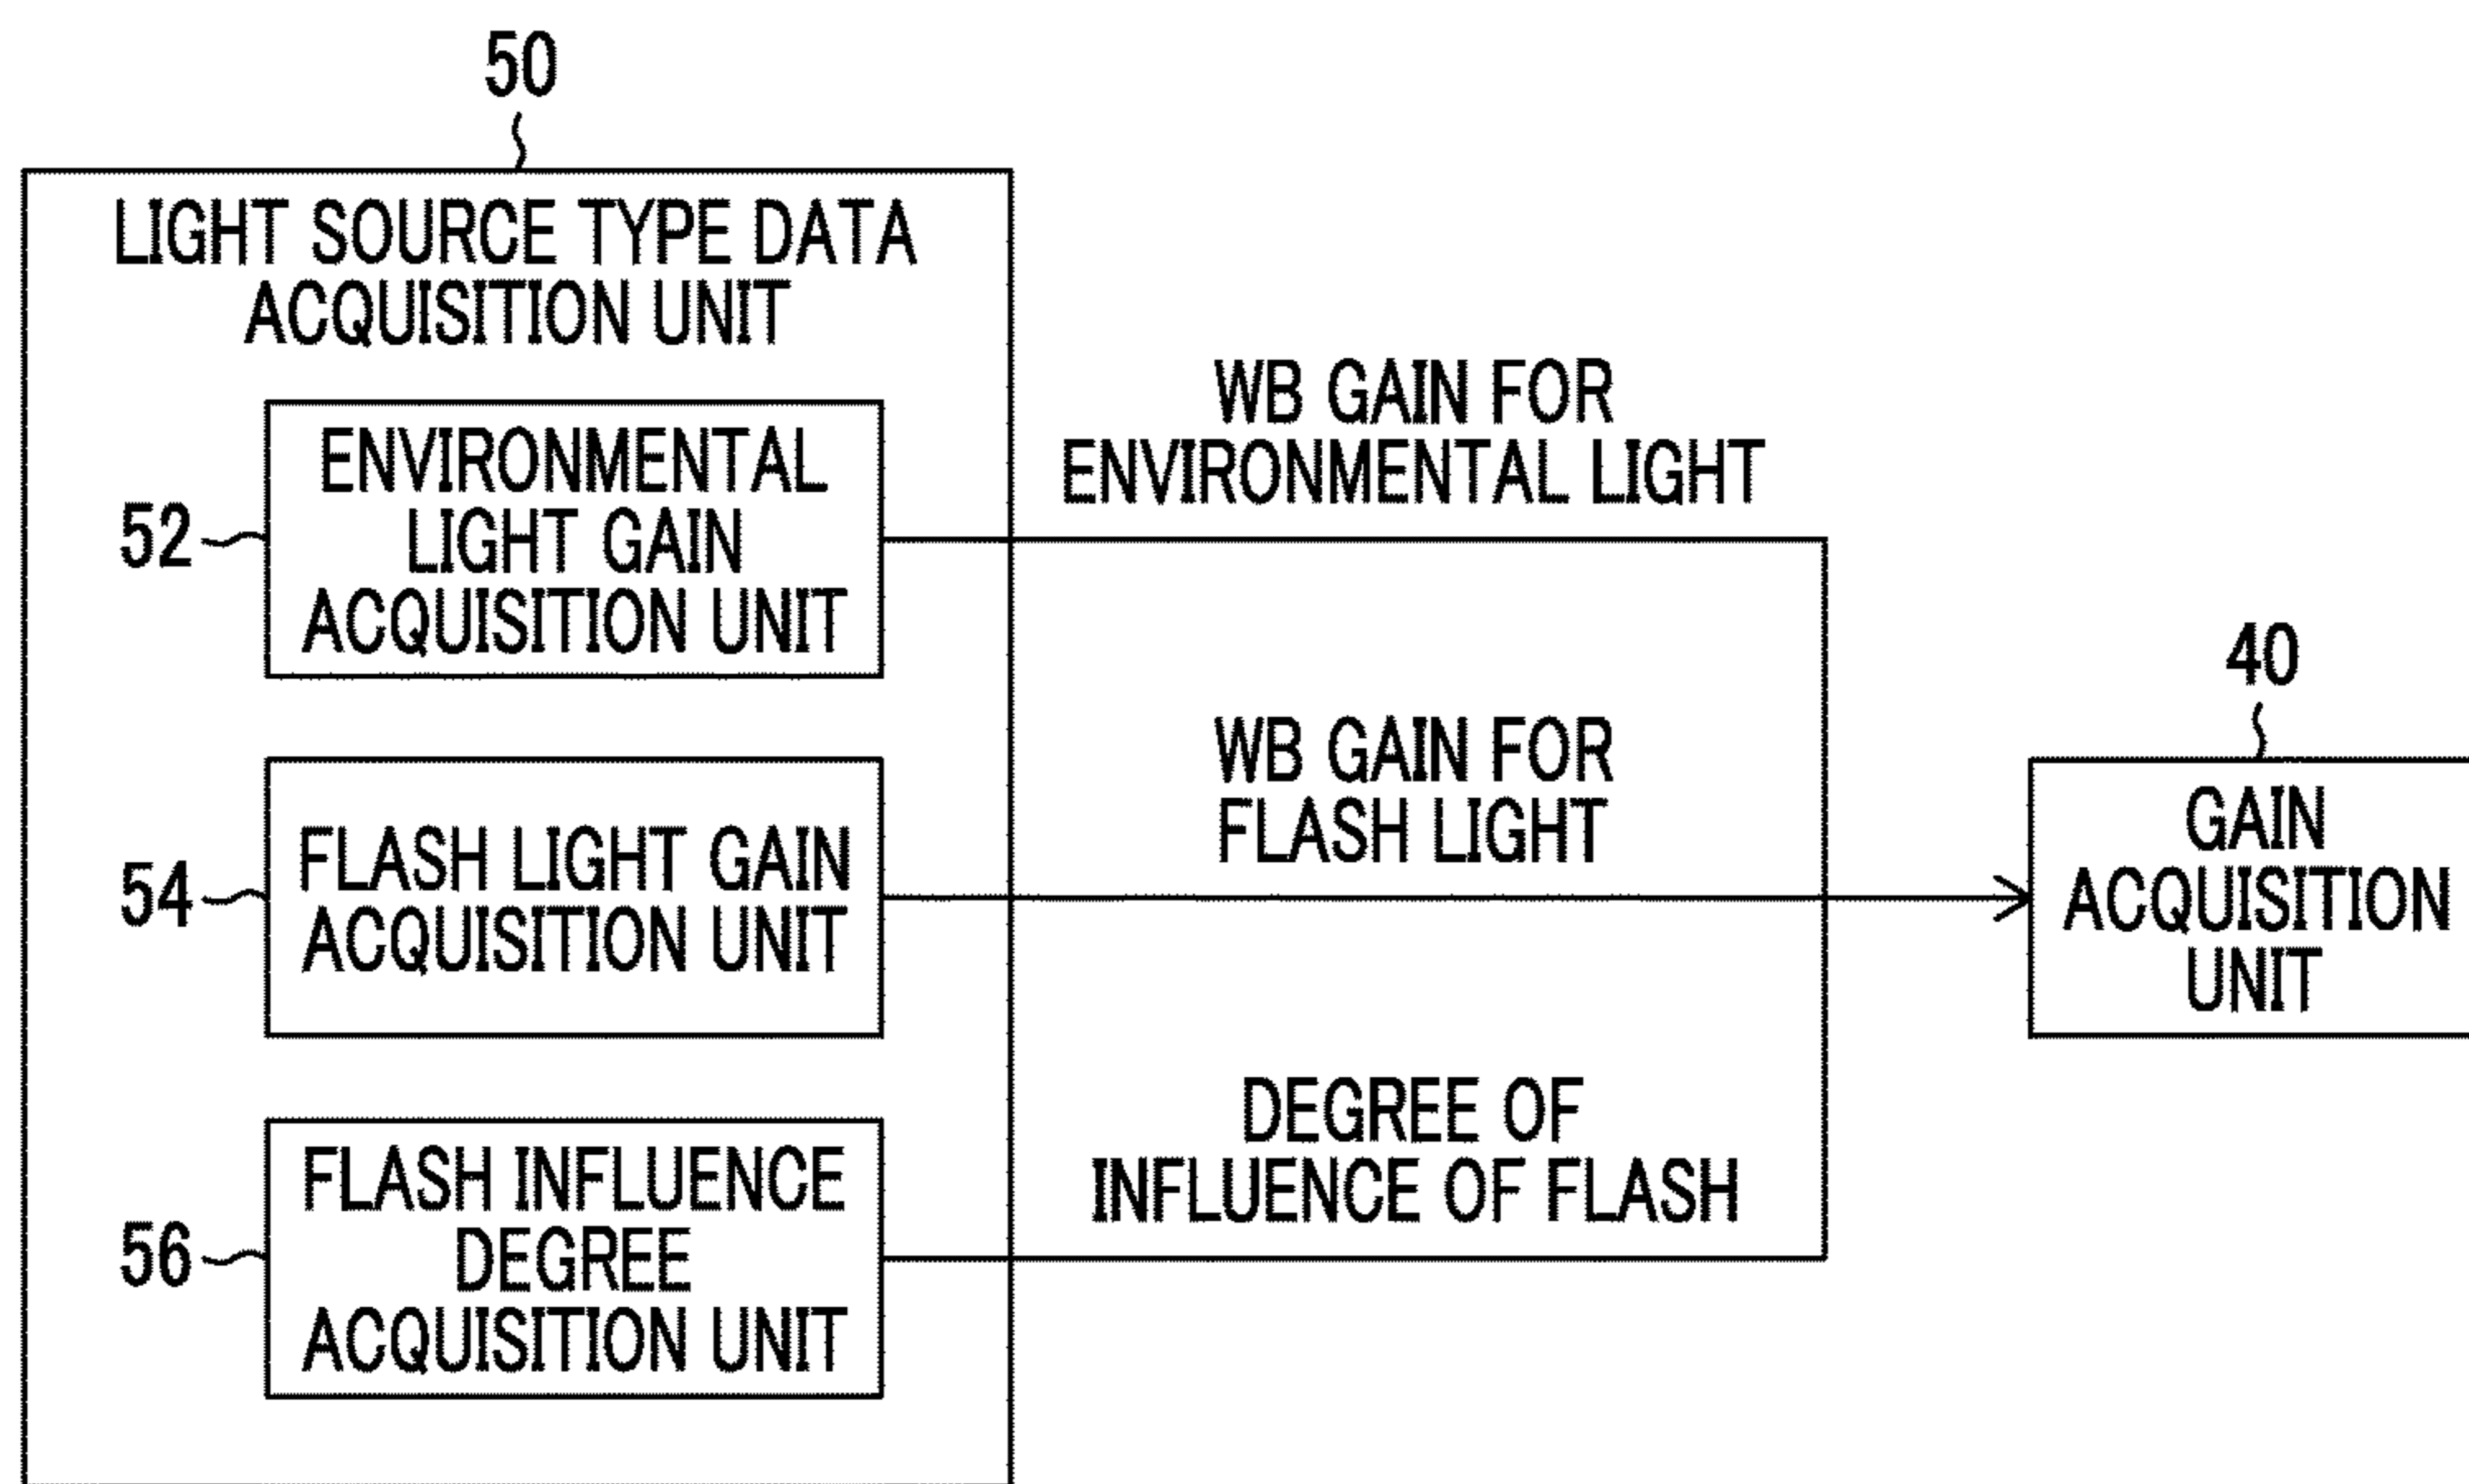 50
LIGHT SOURCE TYPE DATA
ACQUISITION UNIT
52
ENVIRONMENTAL
LIGHT GAIN
ACQUISITION UNIT
WB GAIN FOR
ENVIRONMENTAL LIGHT
54
FLASH LIGHT GAIN
ACQUISITION UNIT
WB GAIN FOR
FLASH LIGHT
40
GAIN
ACQUISITION
UNIT
56
FLASH INFLUENCE
DEGREE
ACQUISITION UNIT
DEGREE OF
INFLUENCE OF FLASH